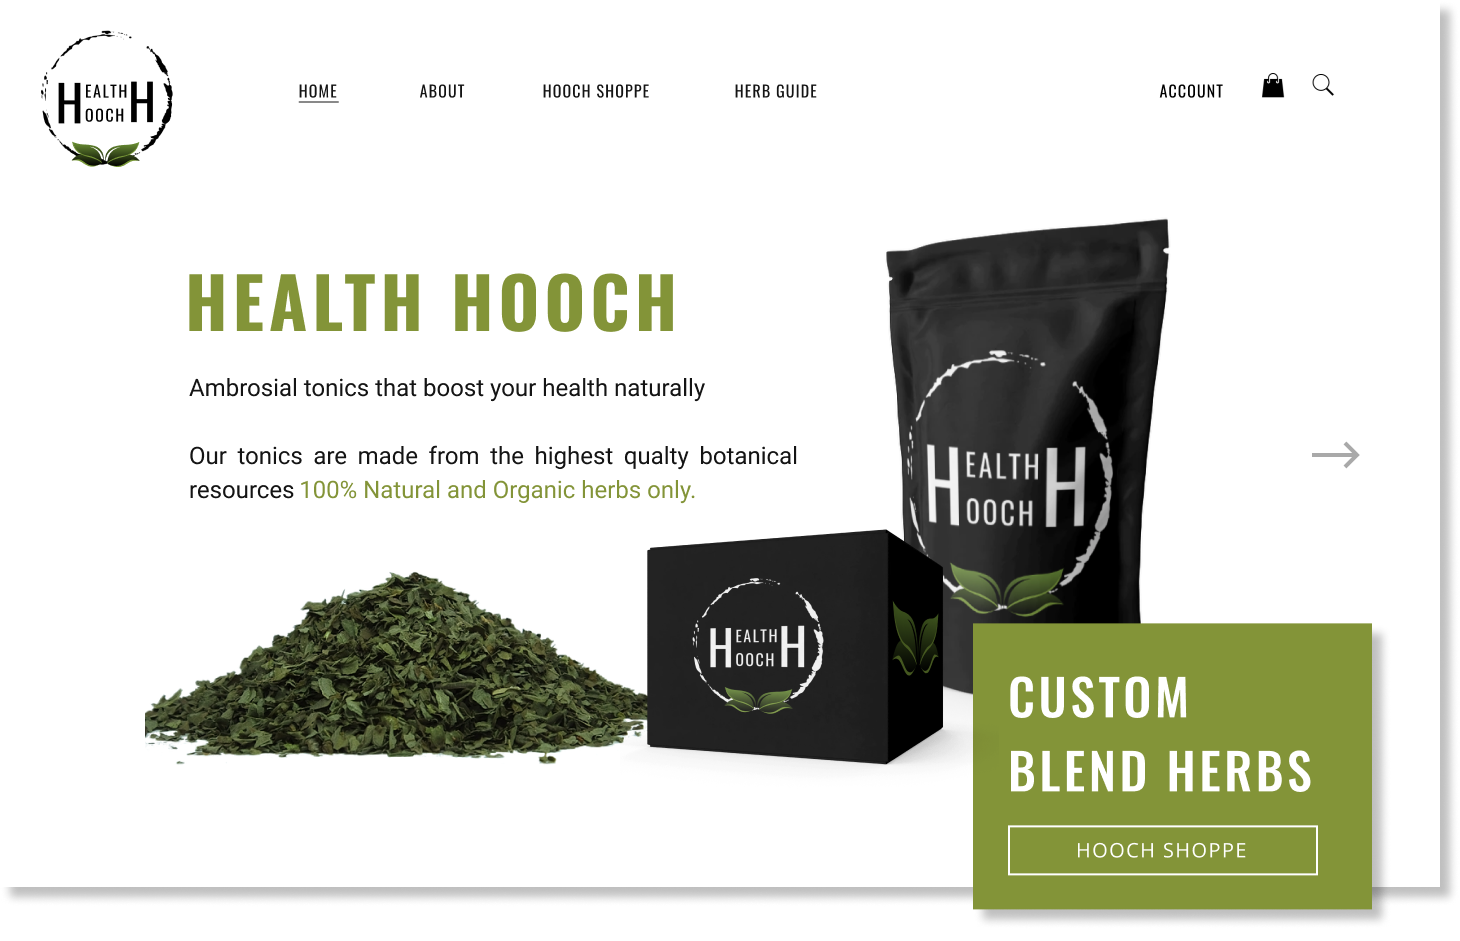 HEALTH
HOOCH
HOME
ABOUT
HOOCH SHOPPE
HERB GUIDE
ACCOUNT
HEALTH HOOCH
Ambrosial tonics that boost your health naturally
Our tonics are made from the highest qualty botanical
resources 100% Natural and Organic herbs only.
HEALTH H
HOOCH
HEALTH H
HOOCH
CUSTOM
BLEND HERBS
HOOCH SHOPPE